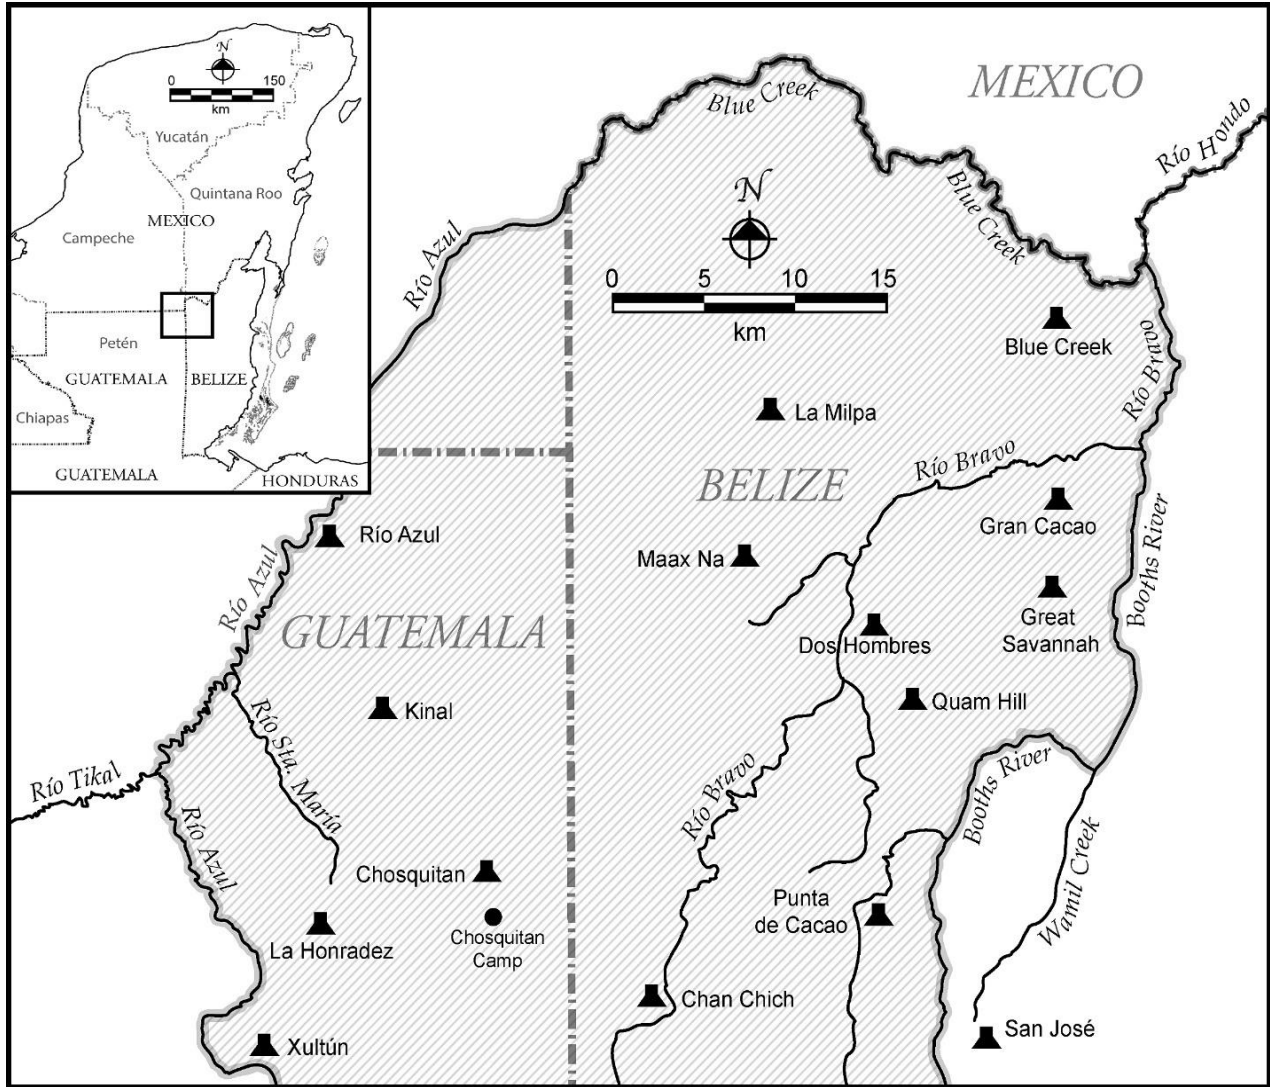 N
0 150
km
Yucatán
Quintana Roo
MEXICO
Campeche
Petén
GUATEMALA
BELIZE
Chiapas
GUATEMALA
HONDURAS
MEXICO
Blue Creek
Río Hondo
Blue Creek
N
0 5 10 15
km
Río Azul
Blue Creek
Río Bravo
La Milpa
BELIZE
Río Bravo
Gran Cacao
Booths River
Río Azul
Río Azul
Maax Na
GUATEMALA
Great
Savannah
Dos Hombres
Kinal
Quam Hill
Río Sta. María
Río Tikal
Río Bravo
Booths River
Río Azul
Wamil Creek
Chosquitan
Punta
de Cacao
La Honradez
Chosquitan
Camp
Chan Chich
San José
Xultún